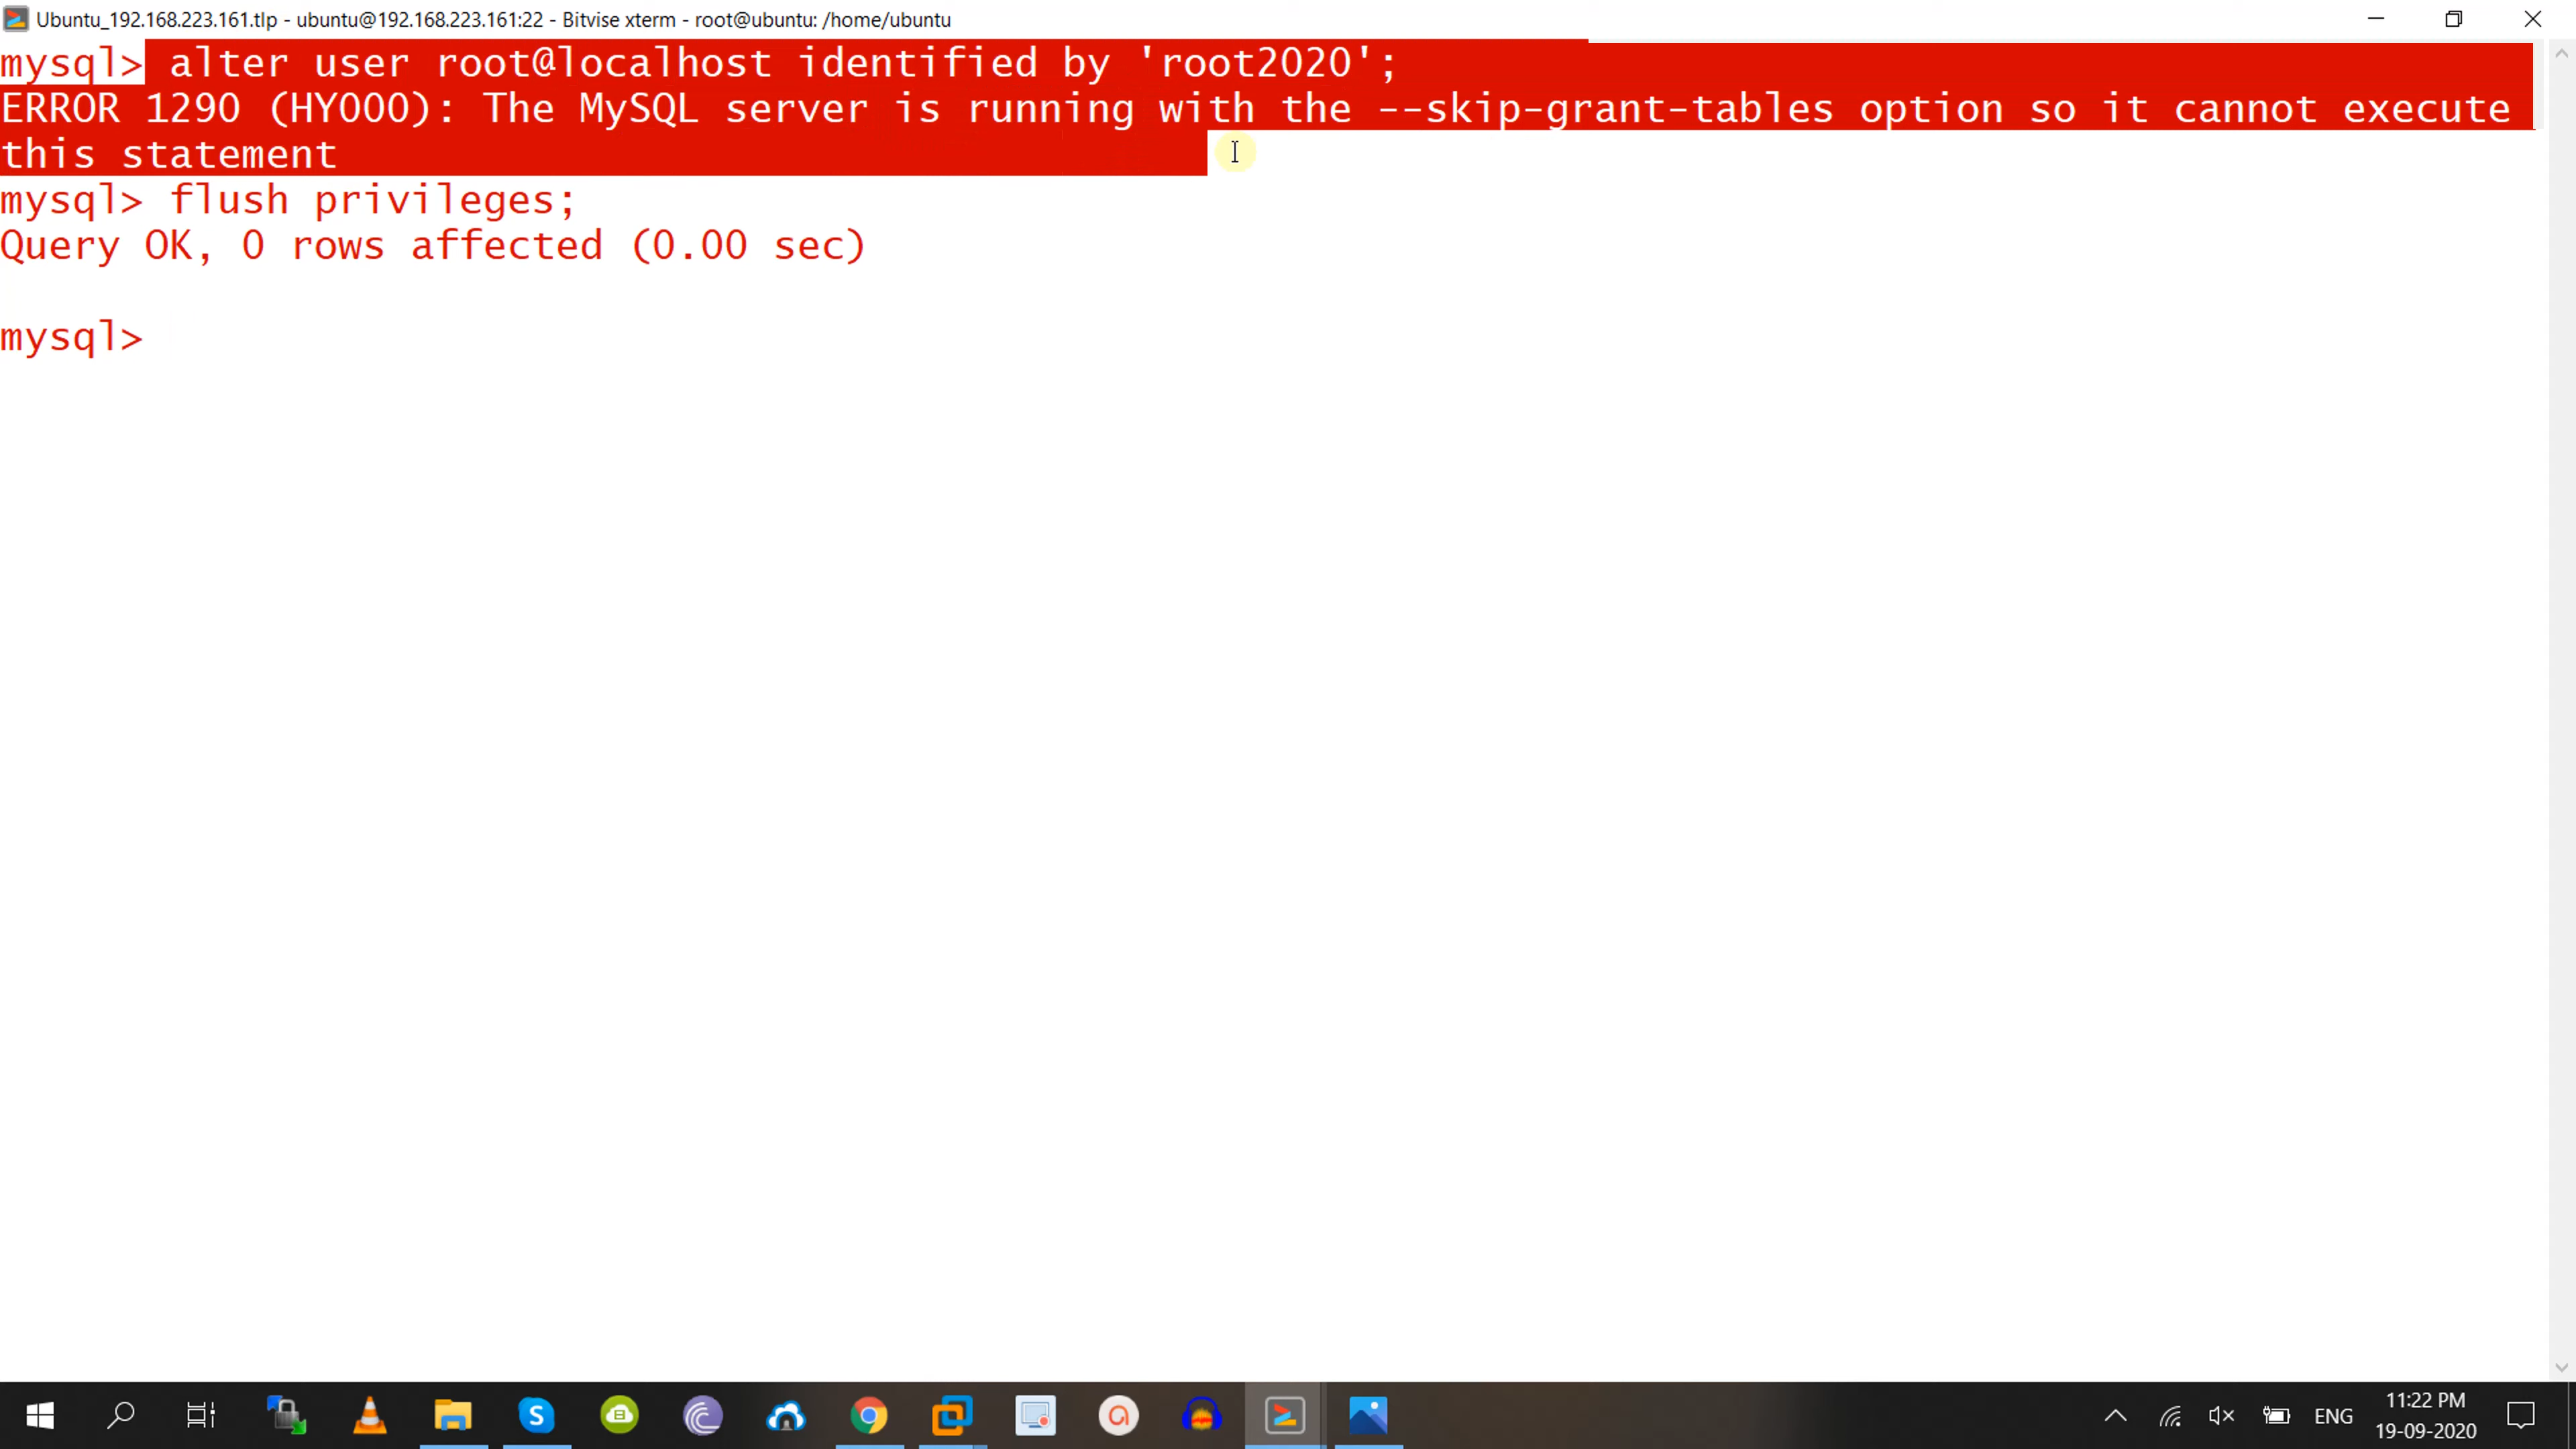 Ubuntu_192.168.223.161.tlp - ubuntu@192.168.223.161:22 - Bitvise xterm - root@ubuntu: /home/ubuntu
mysql> alter user root@localhost identified by 'root2020';
ERROR 1290 (HY000): The MySQL server is running with the --skip-grant-tables option so it cannot execute
this statement
mysql> flush privileges;
Query OK, 0 rows affected (0.00 sec)
mysql>
ENG
11:22 PM
19-09-2020